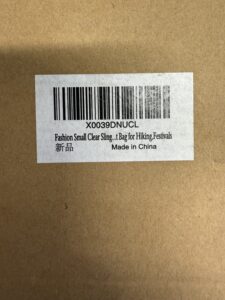 X0039DNUCL
Fashion Small Clear Sling...t Bag for Hiking,Festivals
新品
Made in China